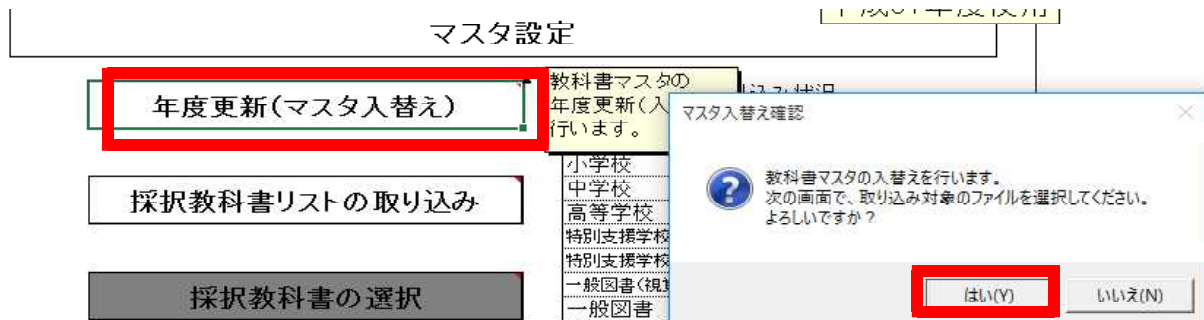 マスタ設定
年度更新(マスタ入替え)
教科書マスタの
年度更新(入
行います。
採択教科書リストの取り込み
採択教科書の選択
小学校
中学校
高等学校
特別支援学校
特別支援学校
一般図書(視
一般図書
マスタ入替え確認
教科書マスタの入替えを行います。
次の画面で、取り込み対象のファイルを選択してください。
よろしいですか?
はい(Y)
いいえ(N)